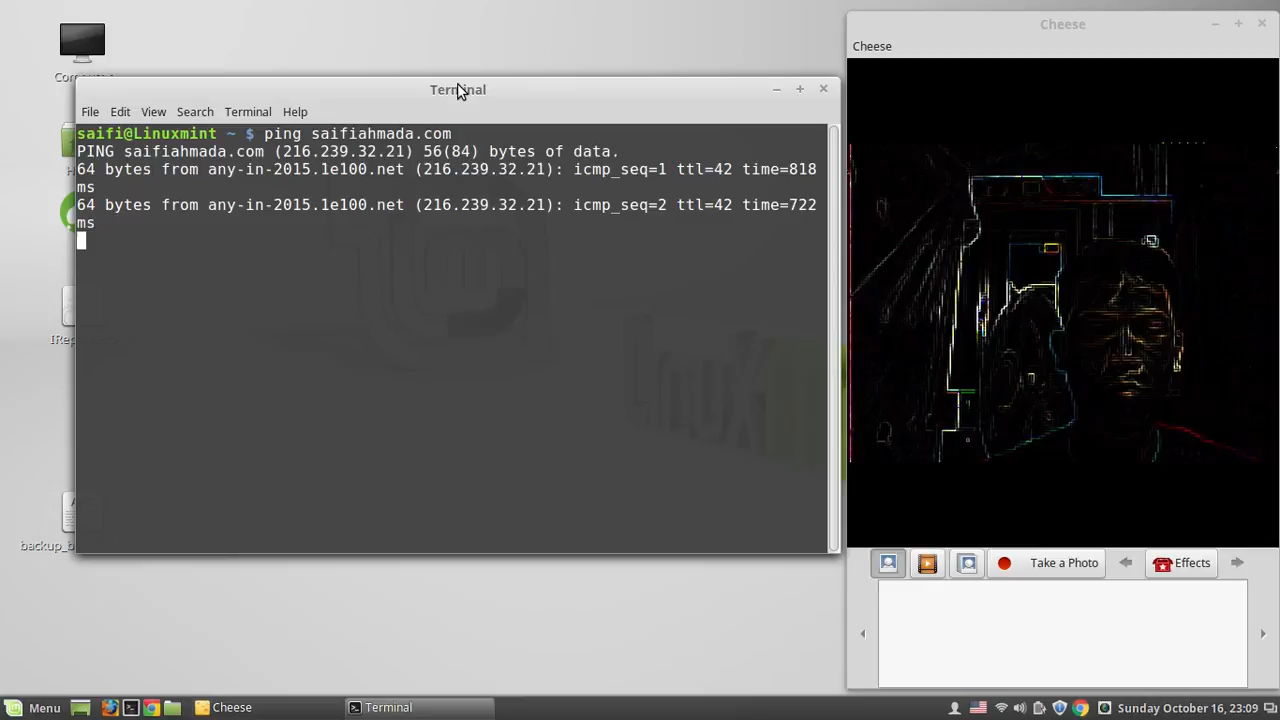 Cheese
Cheese
Terminal
File Edit View Search Terminal Help
saifi@Linuxmint ~ $ ping saifiahmada.com
PING saifiahmada.com (216.239.32.21) 56(84) bytes of data.
64 bytes from any-in-2015.1e100.net (216.239.32.21): icmp_seq=1 ttl=42 time=818
ms
64 bytes from any-in-2015.1e100.net (216.239.32.21): icmp_seq=2 ttl=42 time=722
ms
backup_b
Take a Photo
Effects
Menu
Cheese
Terminal
Sunday October 16, 23:09